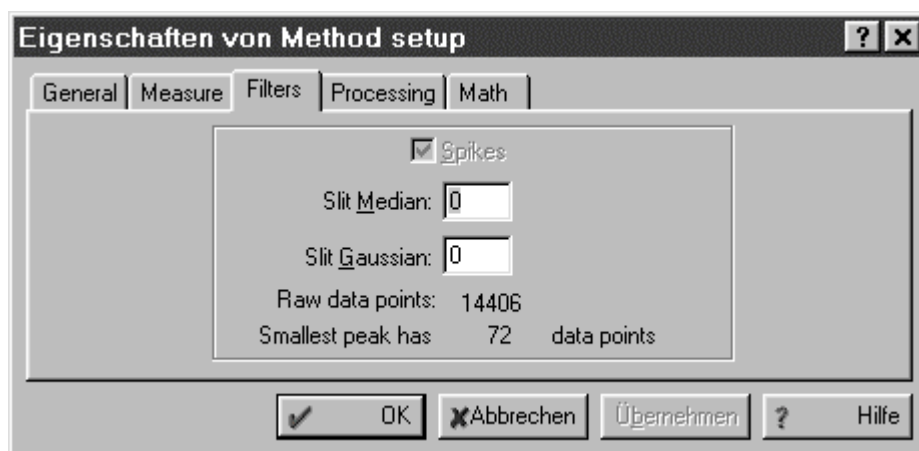 Eigenschaften von Method setup ? ×
General Measure Filters Processing Math
Spikes
Slit Median: 0
Slit Gaussian: 0
Raw data points: 14406
Smallest peak has 72 data points
OK Abbrechen Übernehmen ? Hilfe